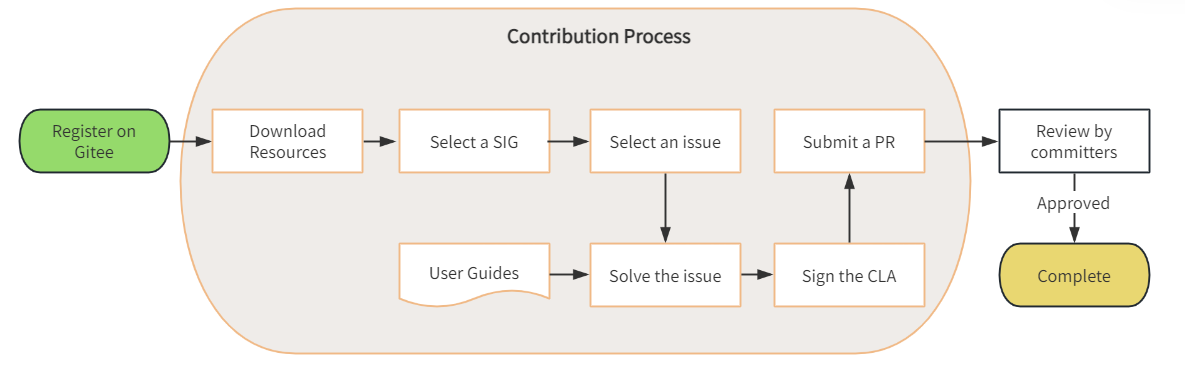 Contribution Process
Register on
Gitee
Download
Resources
Select a SIG
Select an issue
Submit a PR
Review by
committers
Approved
User Guides
Solve the issue
Sign the CLA
Complete